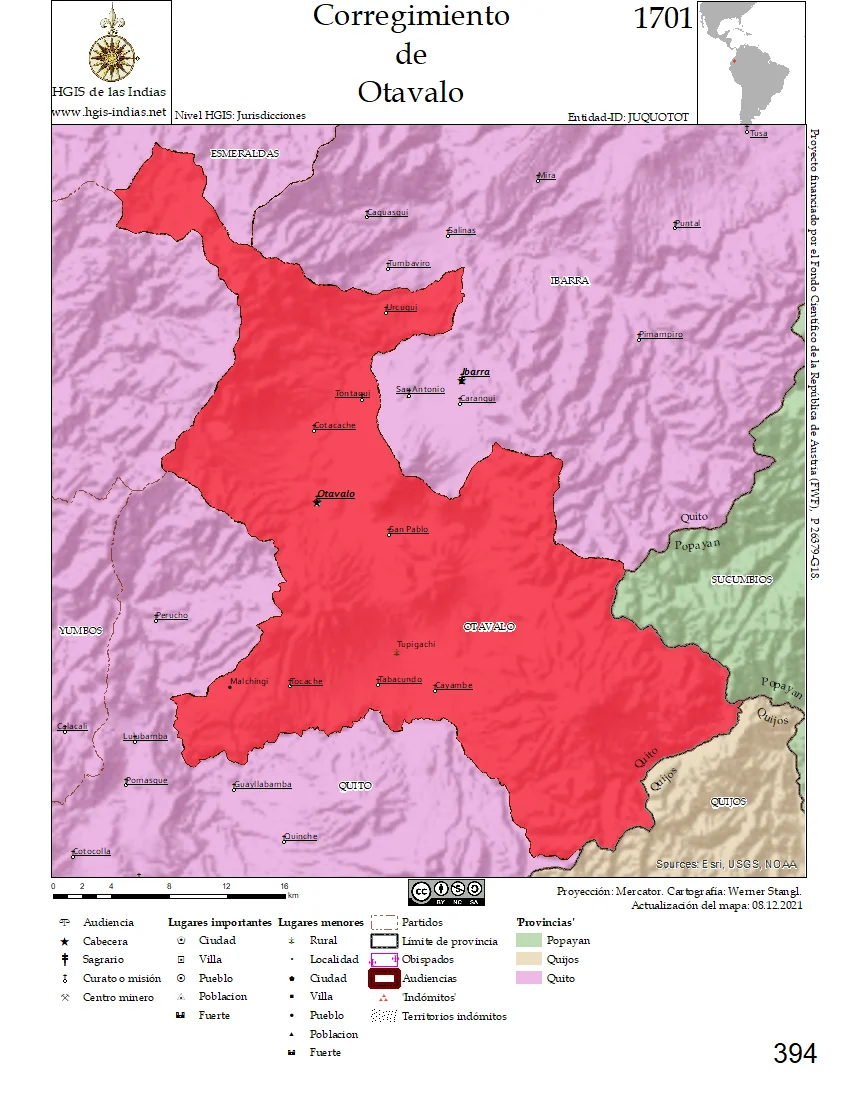 Corregimiento
de
Otavalo
1701
HGIS de las Indias
www.hgis-indias.net
Nivel HGIS: Jurisdicciones
Entidad-ID: JUQUOTOT
Tusa
ESMERALDAS
Mira
Caguasqui
Salinas
Puntal
Tumbaviro
IBARRA
Urcuqui
Pimampiro
Ibarra
Tontaqui
San Antonio
Caranqui
Cotacache
Otavalo
Quito
San Pablo
Popayan
SUCUMBIOS
Perucho
YUMBOS
OTAVALO
Tupigachi
Malchingi
Tocache
Tabacundo
Cayambe
Popayan
Quijos
Calacali
Lulubamba
Quito
Quijos
Pomasque
Guayllabamba
QUITO
QUIJOS
Quinche
Cotocolla
Sources: Esri, USGS, NOAA
Proyecto financiado por el Fondo Científico de la República de Austria (FWF), P 26379-G18.
0 2 4 8 12 16
km
CC BY NC SA
Proyección: Mercator. Cartografía: Werner Stangl.
Actualización del mapa: 08.12.2021
Audiencia
Cabecera
Sagrario
Curato o misión
Centro minero
Lugares importantes
Ciudad
Villa
Pueblo
Poblacion
Fuerte
Lugares menores
Rural
Localidad
Ciudad
Villa
Pueblo
Poblacion
Fuerte
Partidos
Límite de provincia
Obispados
Audiencias
'Indómitos'
Territorios indómitos
'Provincias'
Popayan
Quijos
Quito
394